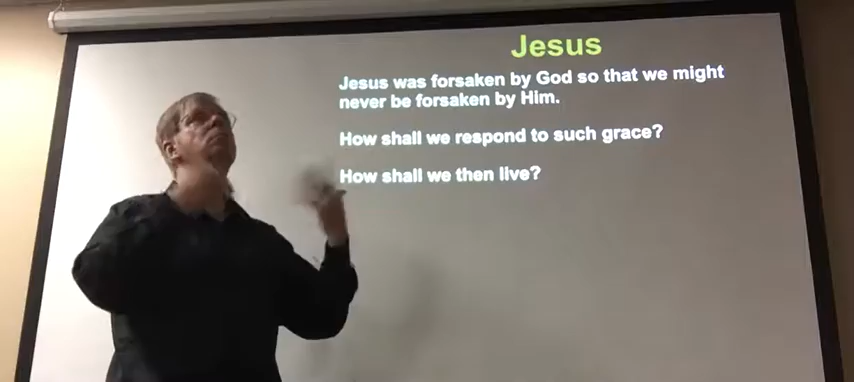 Jesus
Jesus was forsaken by God so that we might
never be forsaken by Him.
How shall we respond to such grace?
How shall we then live?